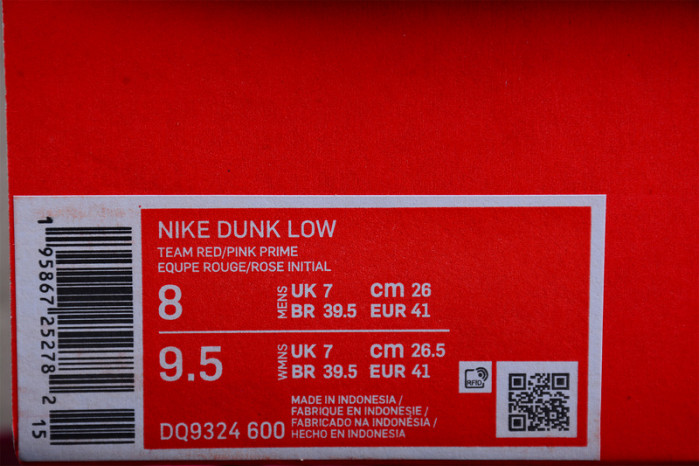 NIKE DUNK LOW
TEAM RED/PINK PRIME
EQUPE ROUGE/ROSE INITIAL
8 MENS UK 7 cm 26
BR 39.5 EUR 41
9.5 WMNS UK 7 cm 26.5
BR 39.5 EUR 41
RFID
MADE IN INDONESIA /
FABRIQUE EN INDONESIE /
FABRICADO NA INDONÉSIA /
HECHO EN INDONESIA
DQ9324 600
1 95867 25278 2
15